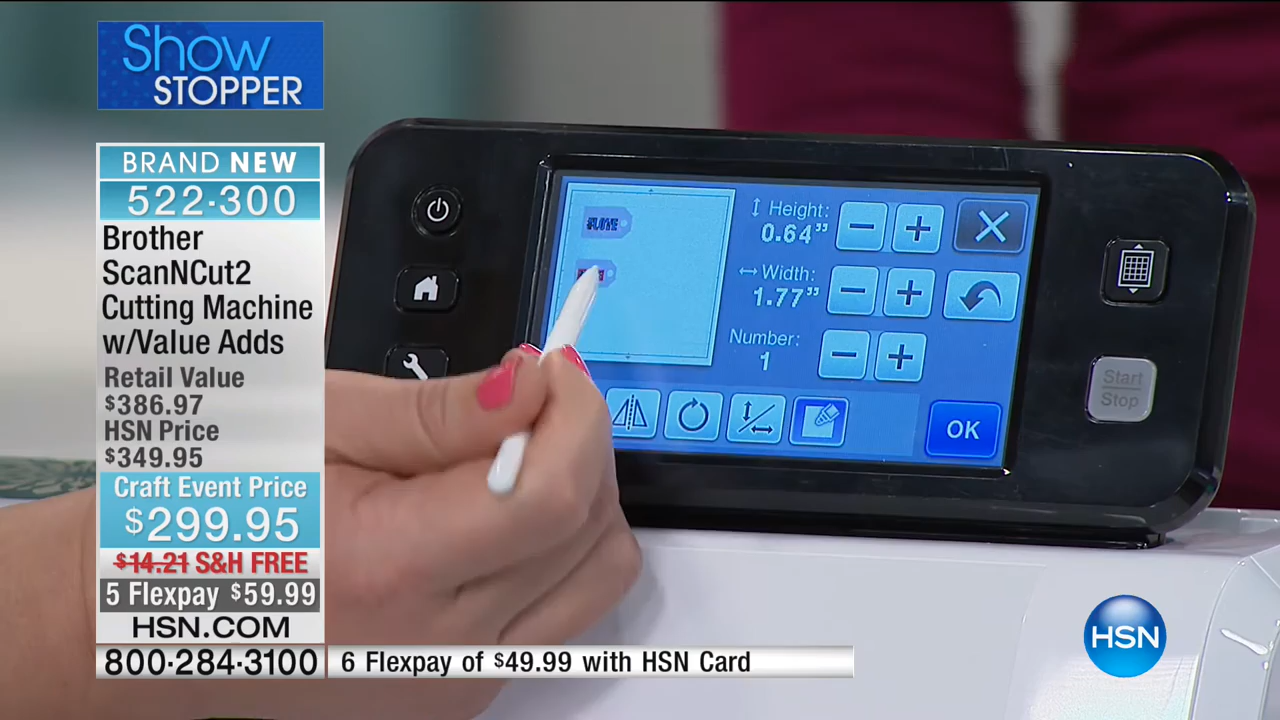 Show
STOPPER
BRAND NEW
522-300
Brother
ScanNCut2
Cutting Machine
w/Value Adds
Retail Value
$386.97
HSN Price
$349.95
Craft Event Price
$299.95
$14.21 S&H FREE
5 Flexpay $59.99
HSN.COM
800-284-3100
6 Flexpay of $49.99 with HSN Card
Height:
0.64"
Width:
1.77"
Number:
1
OK
Start
Stop
HSN